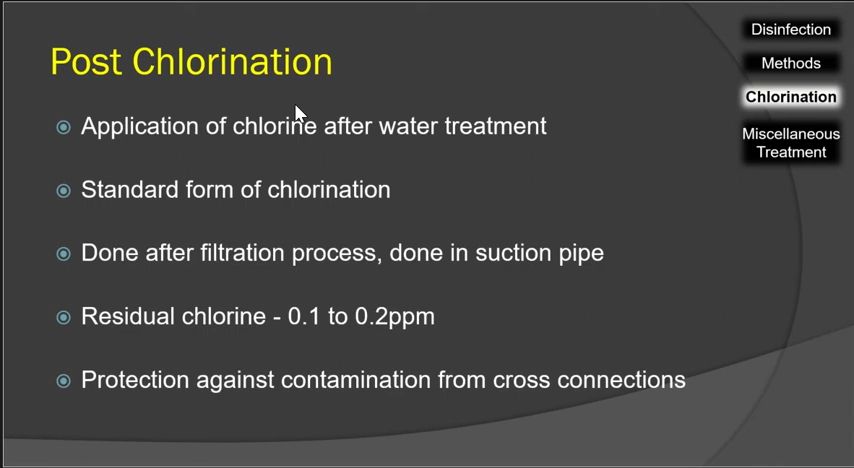 Post Chlorination
Application of chlorine after water treatment
Standard form of chlorination
Done after filtration process, done in suction pipe
Residual chlorine - 0.1 to 0.2ppm
Protection against contamination from cross connections
Disinfection
Methods
Chlorination
Miscellaneous
Treatment